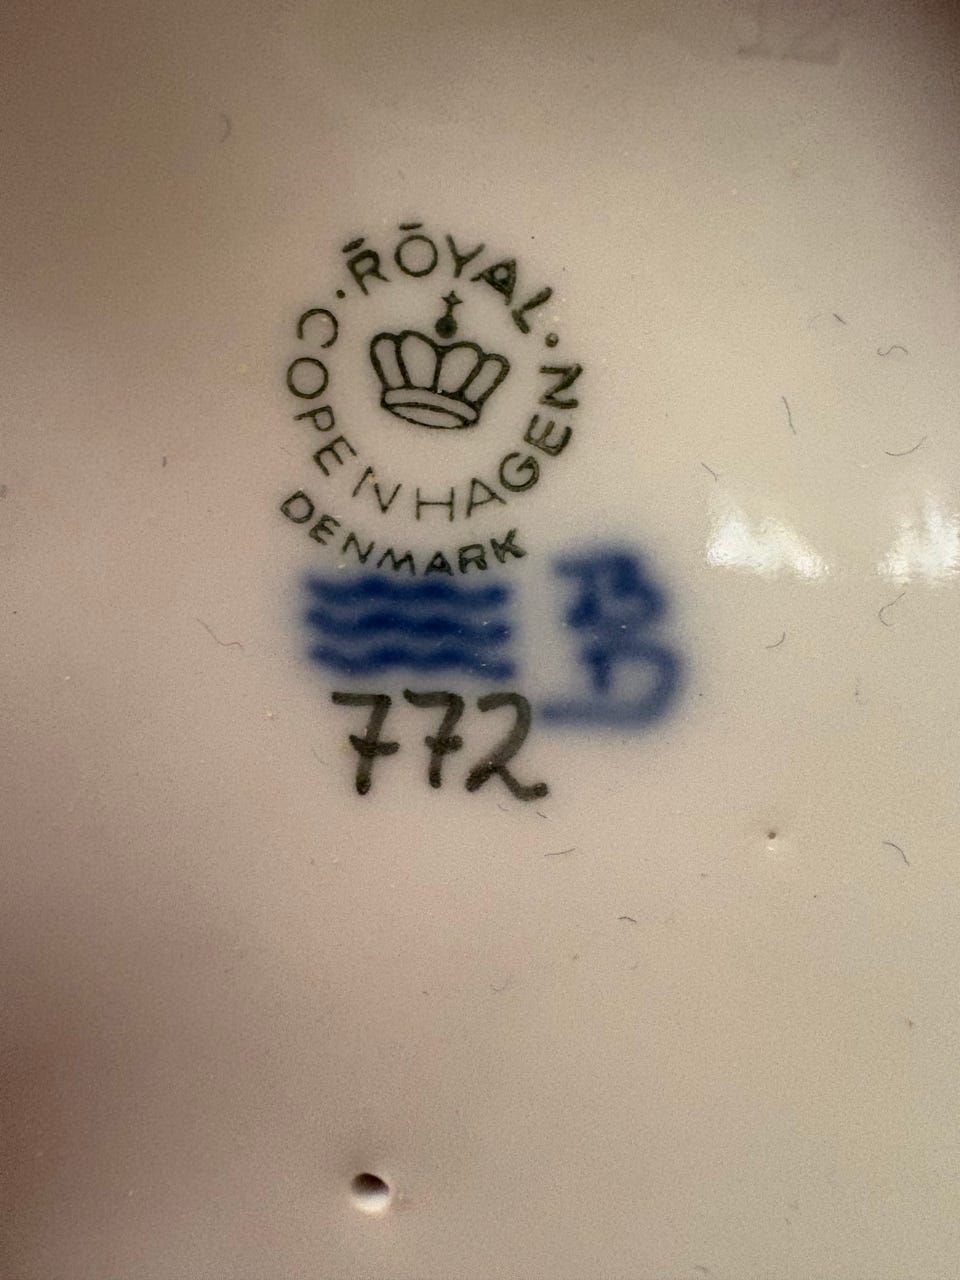 ROYAL
COPENHAGEN
DENMARK
772